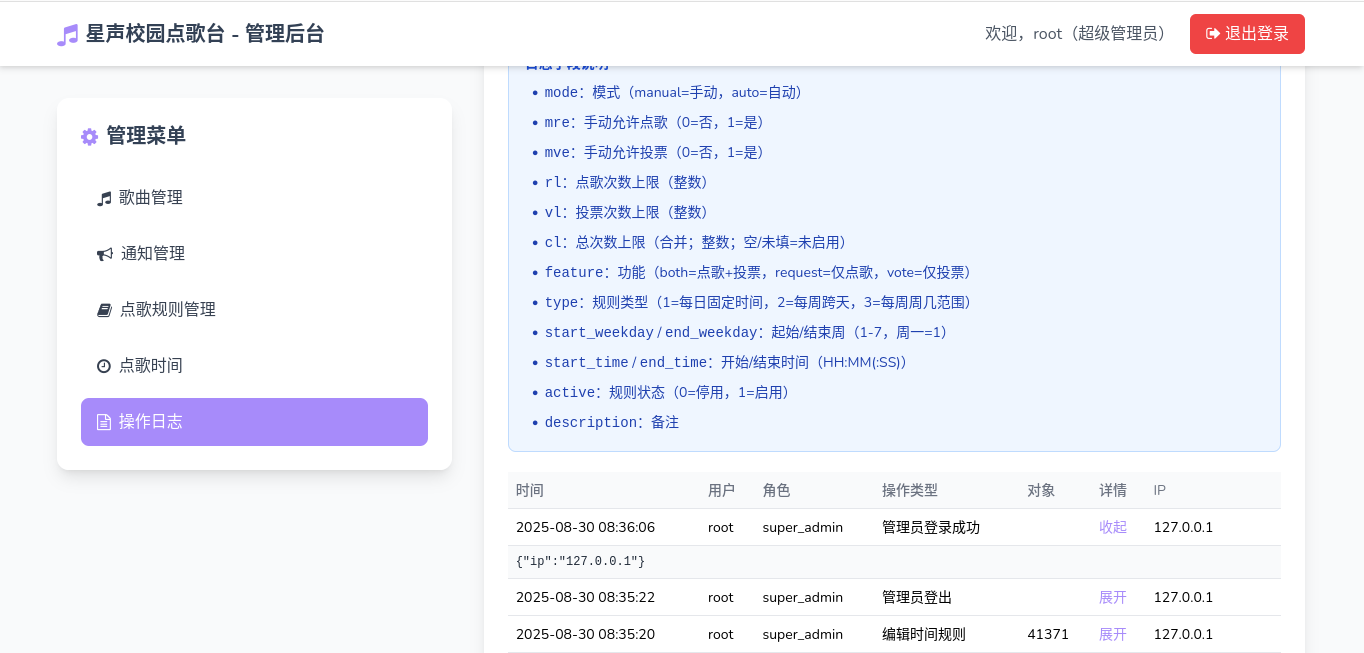 星声校园点歌台 - 管理后台
欢迎，root（超级管理员）
退出登录
管理菜单
歌曲管理
通知管理
点歌规则管理
点歌时间
操作日志
mode：模式（manual=手动，auto=自动）
mre：手动允许点歌（0=否，1=是）
mve：手动允许投票（0=否，1=是）
rl：点歌次数上限（整数）
vl：投票次数上限（整数）
cl：总次数上限（合并；整数；空/未填=未启用）
feature：功能（both=点歌+投票，request=仅点歌，vote=仅投票）
type：规则类型（1=每日固定时间，2=每周跨天，3=每周周几范围）
start_weekday / end_weekday：起始/结束周（1-7，周一=1）
start_time / end_time：开始/结束时间（HH:MM(:SS)）
active：规则状态（0=停用，1=启用）
description：备注
时间 用户 角色 操作类型 对象 详情 IP
2025-08-30 08:36:06 root super_admin 管理员登录成功 收起 127.0.0.1
{"ip":"127.0.0.1"}
2025-08-30 08:35:22 root super_admin 管理员登出 展开 127.0.0.1
2025-08-30 08:35:20 root super_admin 编辑时间规则 41371 展开 127.0.0.1